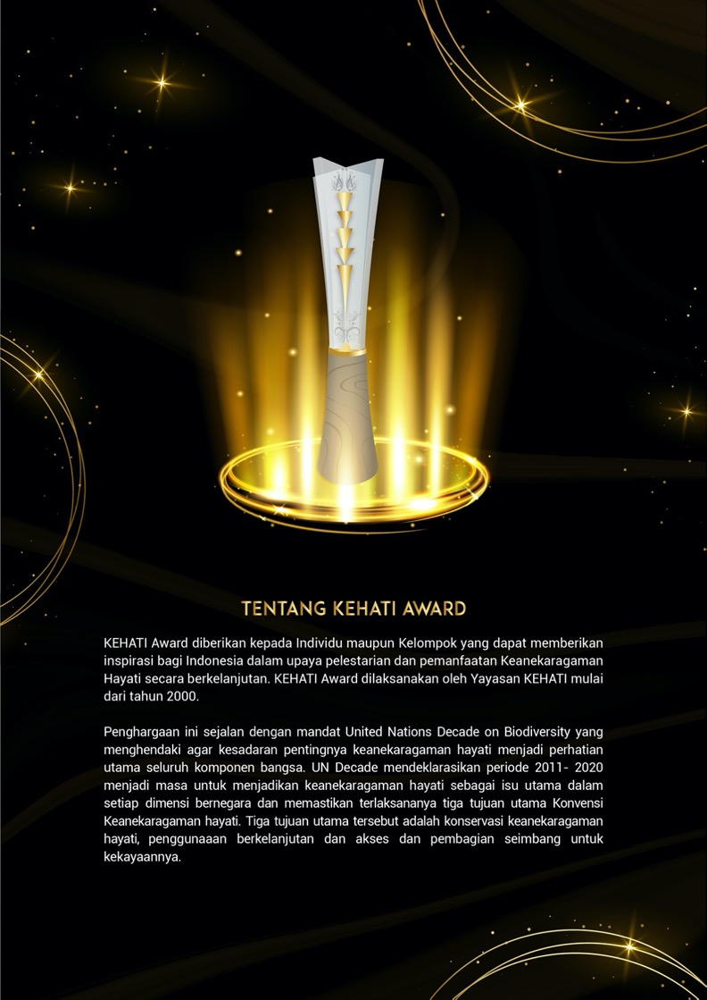 TENTANG KEHATI AWARD
KEHATI Award diberikan kepada Individu maupun Kelompok yang dapat memberikan
inspirasi bagi Indonesia dalam upaya pelestarian dan pemanfaatan Keanekaragaman
Hayati secara berkelanjutan. KEHATI Award dilaksanakan oleh Yayasan KEHATI mulai
dari tahun 2000.
Penghargaan ini sejalan dengan mandat United Nations Decade on Biodiversity yang
menghendaki agar kesadaran pentingnya keanekaragaman hayati menjadi perhatian
utama seluruh komponen bangsa. UN Decade mendeklarasikan periode 2011- 2020
menjadi masa untuk menjadikan keanekaragaman hayati sebagai isu utama dalam
setiap dimensi bernegara dan memastikan terlaksananya tiga tujuan utama Konvensi
Keanekaragaman hayati. Tiga tujuan utama tersebut adalah konservasi keanekaragaman
hayati, penggunaaan berkelanjutan dan akses dan pembagian seimbang untuk
kekayaannya.